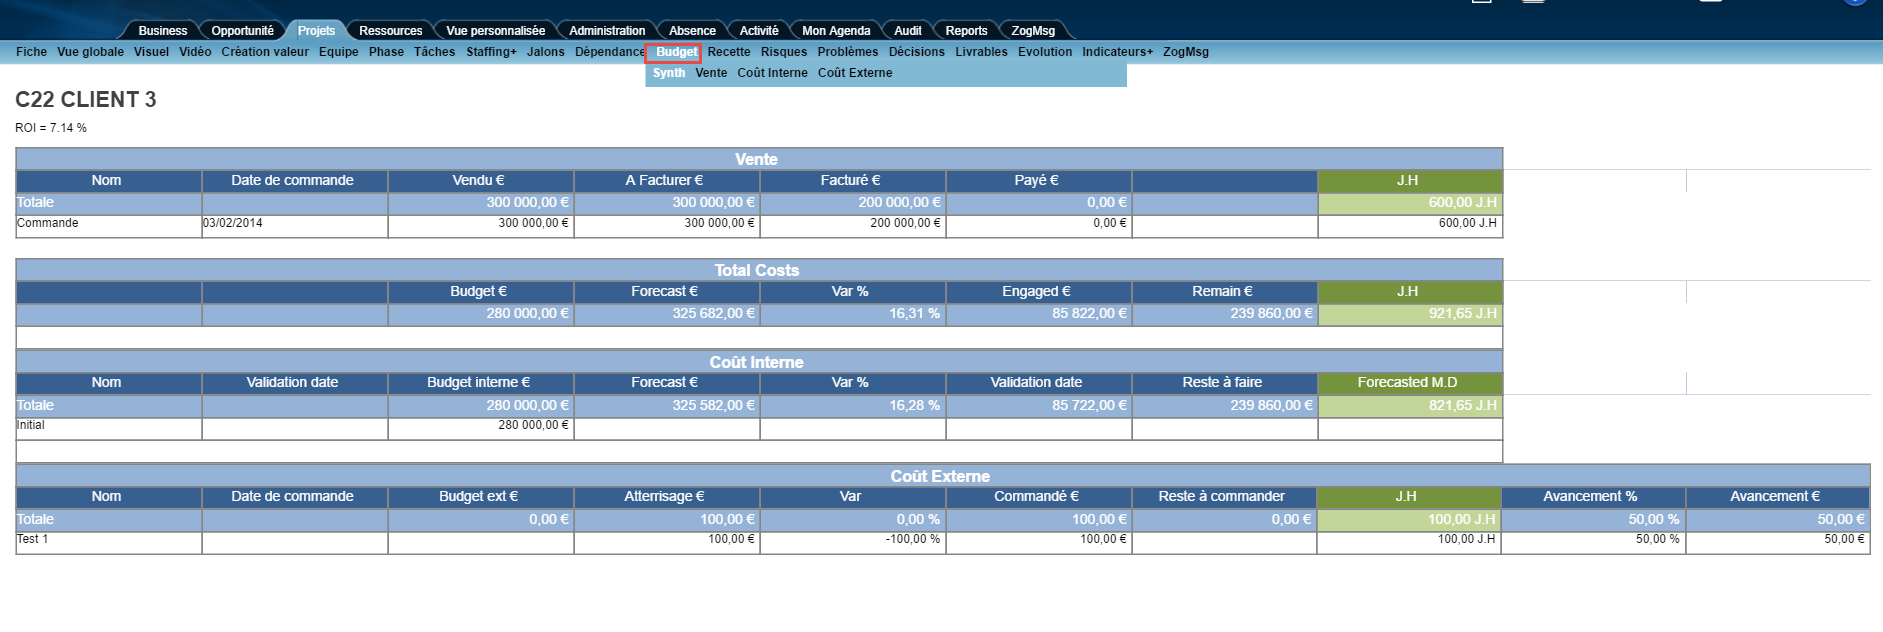 Business Opportunité Projets Ressources Vue personnalisée Administration Absence Activité Mon Agenda Audit Reports ZogMsg
Fiche Vue globale Visuel Vidéo Création valeur Equipe Phase Tâches Staffing+ Jalons Dépendance Budget Recette Risques Problèmes Décisions Livrables Evolution Indicateurs+ ZogMsg
Synth Vente Coût Interne Coût Externe
C22 CLIENT 3
ROI = 7.14 %
Vente
Nom Date de commande Vendu € A Facturer € Facturé € Payé € J.H
Totale 300 000,00 € 300 000,00 € 200 000,00 € 0,00 € 600,00 J.H
Commande 03/02/2014 300 000,00 € 300 000,00 € 200 000,00 € 0,00 € 600,00 J.H
Total Costs
Budget € Forecast € Var % Engaged € Remain € J.H
280 000,00 € 325 682,00 € 16,31 % 85 822,00 € 239 860,00 € 921,65 J.H
Coût Interne
Nom Validation date Budget interne € Forecast € Var % Validation date Reste à faire Forecasted M.D
Totale 280 000,00 € 325 582,00 € 16,28 % 85 722,00 € 239 860,00 € 821,65 J.H
Initial 280 000,00 €
Coût Externe
Nom Date de commande Budget ext € Atterrisage € Var Commandé € Reste à commander J.H Avancement % Avancement €
Totale 0,00 € 100,00 € 0,00 % 100,00 € 0,00 € 100,00 J.H 50,00 % 50,00 €
Test 1 100,00 € -100,00 % 100,00 € 100,00 J.H 50,00 % 50,00 €